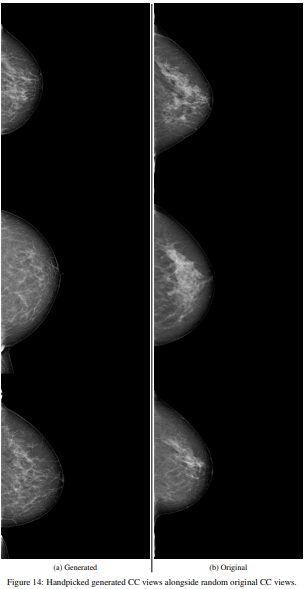 (a) Generated
(b) Original
Figure 14: Handpicked generated CC views alongside random original CC views.